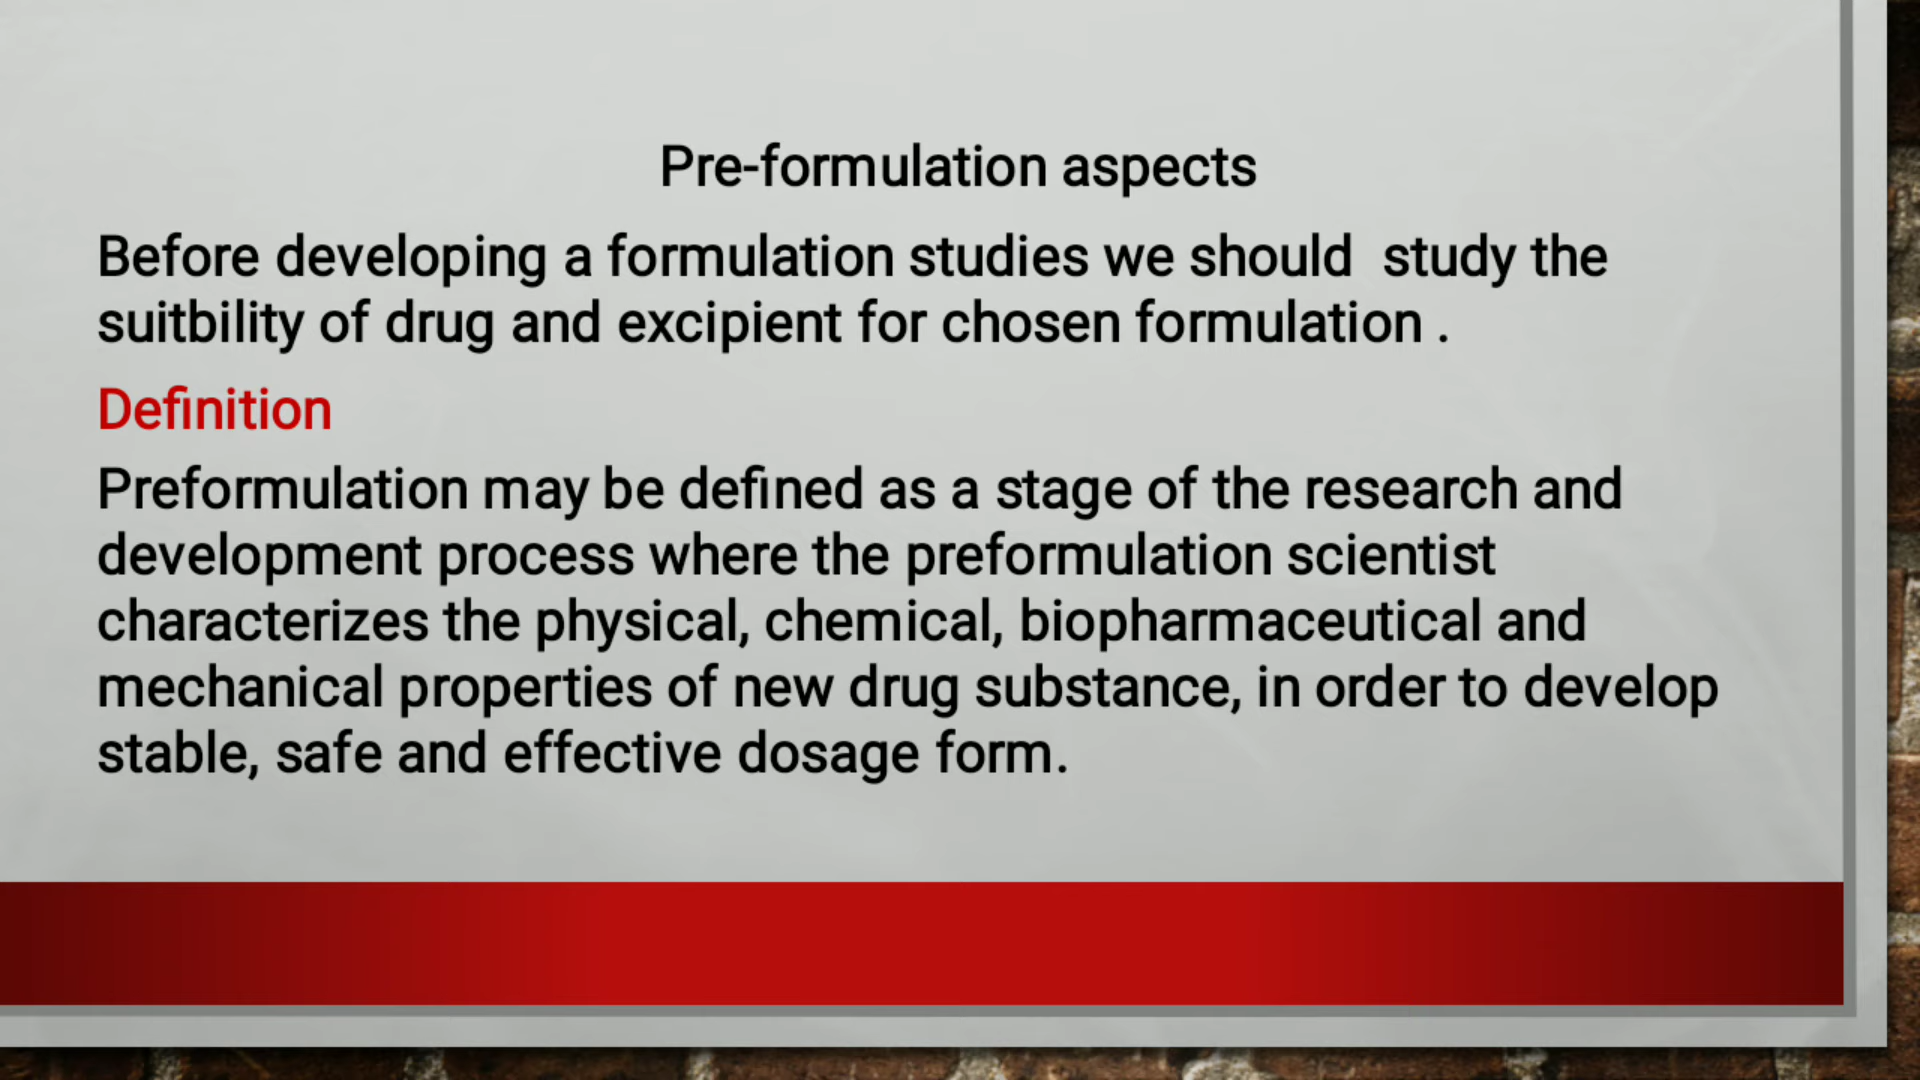 Pre-formulation aspects
Before developing a formulation studies we should  study the
suitbility of drug and excipient for chosen formulation .
Definition
Preformulation may be defined as a stage of the research and
development process where the preformulation scientist
characterizes the physical, chemical, biopharmaceutical and
mechanical properties of new drug substance, in order to develop
stable, safe and effective dosage form.